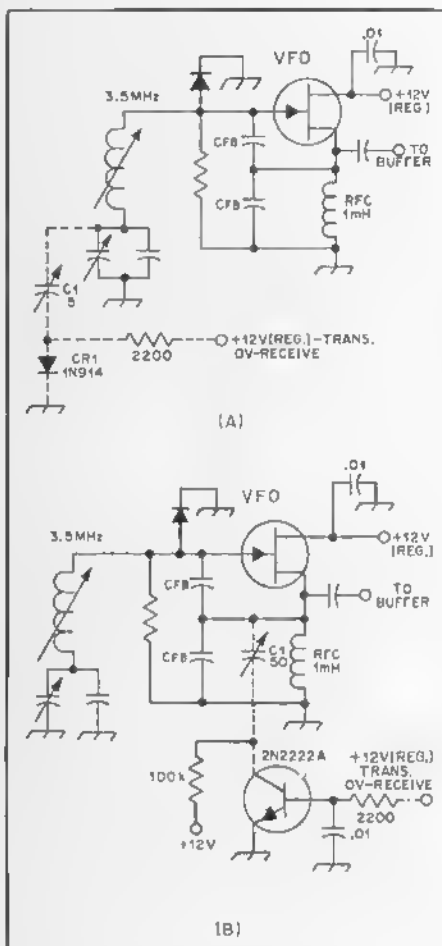 .01
VFO
+12V
(REG.)
3.5MHz
CFB
TO
BUFFER
CFB
RFC
1mH
C1
5
+12V(REG.)-TRANS.
0V-RECEIVE
2200
CR1
1N914
(A)
.01
VFO
3.5MHz
+12V
(REG.)
CFB
TO
BUFFER
CFB
C1
50
RFC
1mH
2N2222A
+12V(REG.)
TRANS.
0V-RECEIVE
100k
2200
+12V
.01
(B)